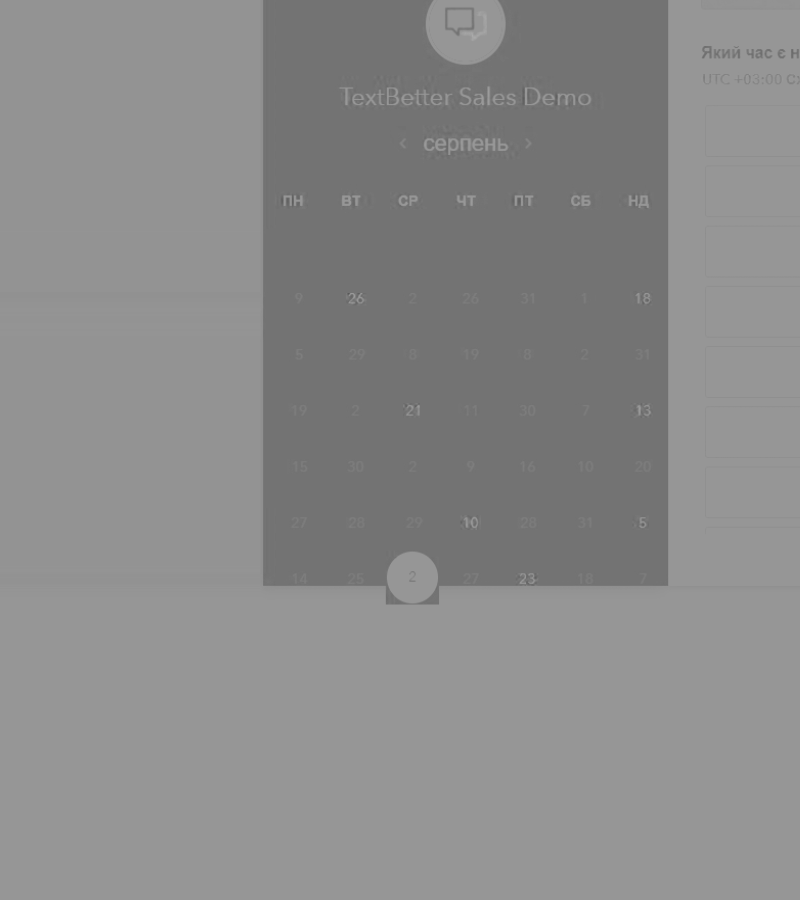 TextBetter Sales Demo
‹ серпень ›
ПН ВТ СР ЧТ ПТ СБ НД
9 26 2 26 31 1 18
5 29 8 19 8 2 31
19 2 21 11 30 7 13
15 30 2 9 16 10 20
27 28 29 10 28 31 5
14 25 2 27 23 18 7
Який час є
UTC +03:00